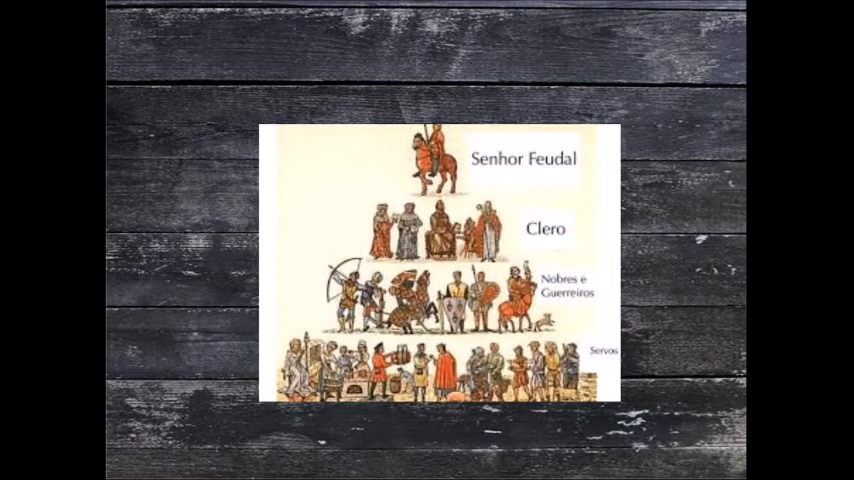 Senhor Feudal
Clero
Nobres e
Guerreiros
Servos